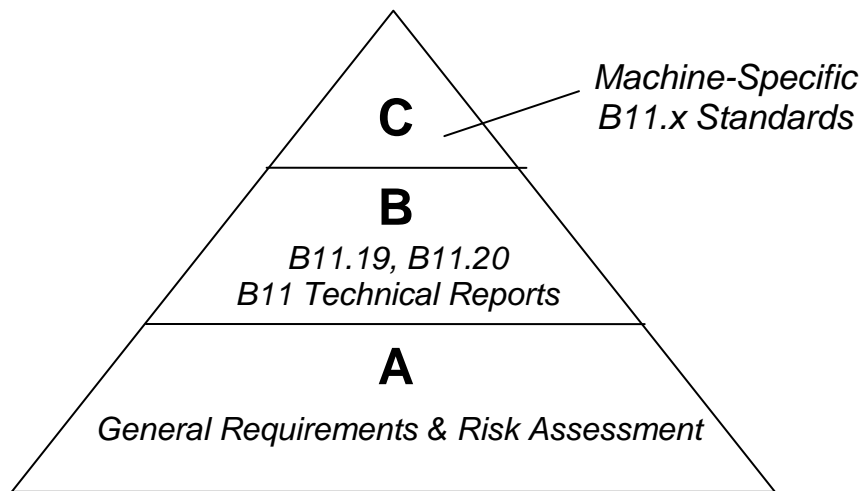 C
Machine-Specific
B11.x Standards
B
B11.19, B11.20
B11 Technical Reports
A
General Requirements & Risk Assessment